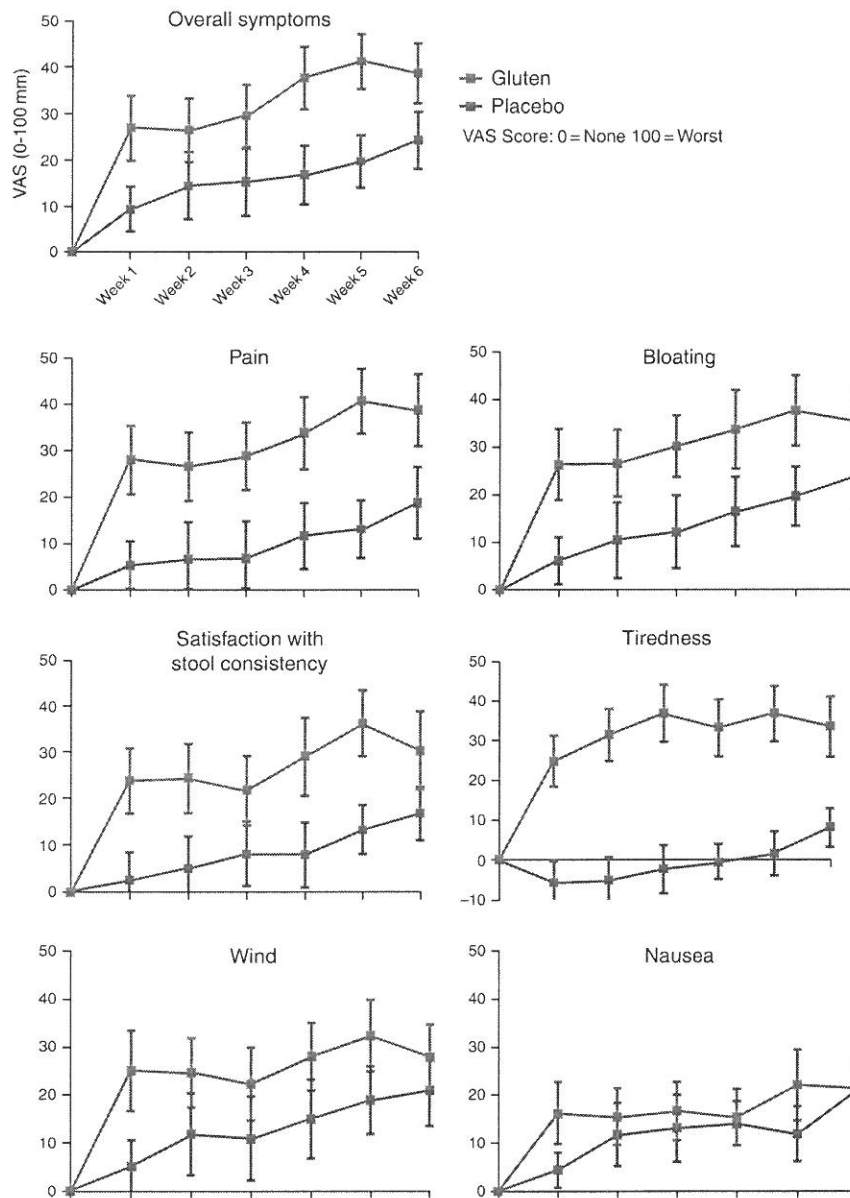 Overall symptoms
50
40
30
20
10
0
VAS (0-100 mm)
Week 1
Week 2
Week 3
Week 4
Week 5
Week 6
Gluten
Placebo
VAS Score: 0 = None 100 = Worst
Pain
50
40
30
20
10
0
Bloating
50
40
30
20
10
0
Satisfaction with
stool consistency
50
40
30
20
10
0
Tiredness
50
40
30
20
10
0
−10
Wind
50
40
30
20
10
0
Nausea
50
40
30
20
10
0